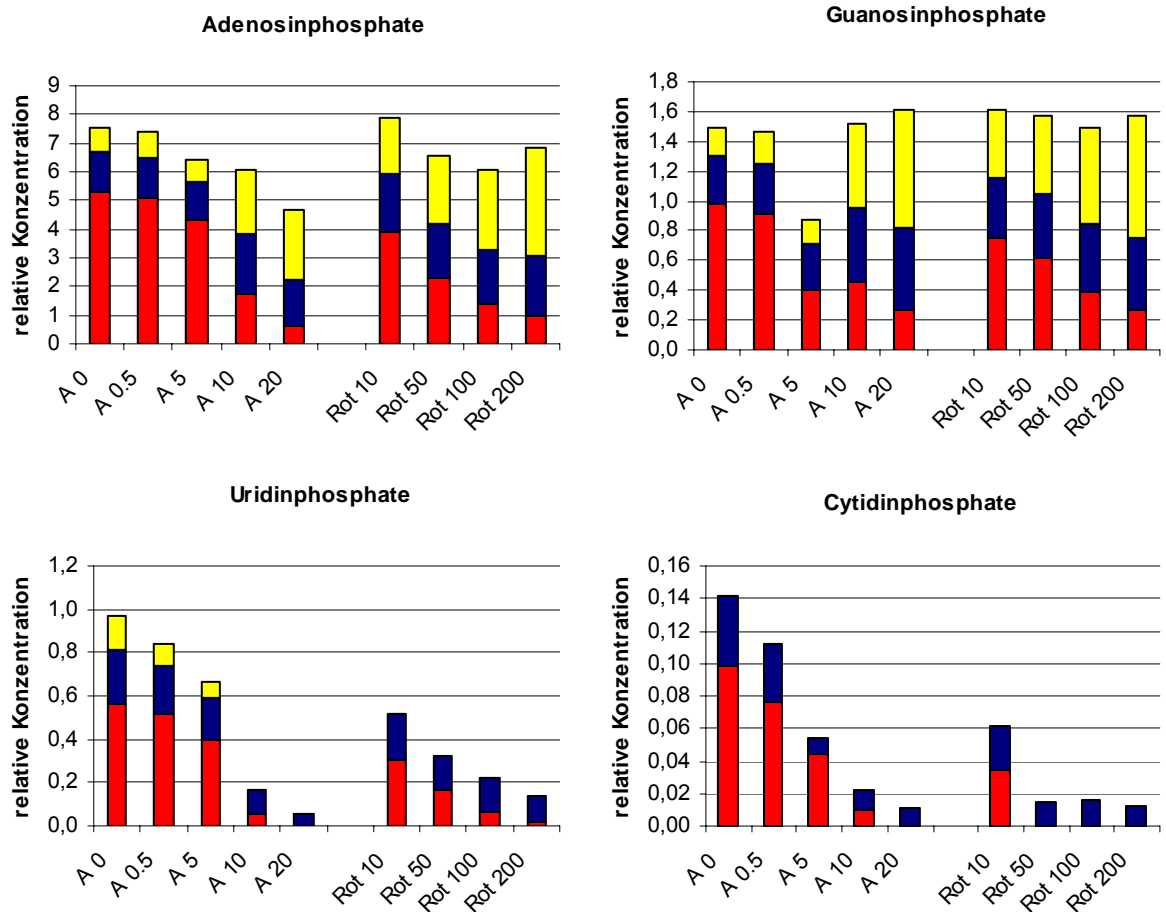 Adenosinphosphate
relative Konzentration
9
8
7
6
5
4
3
2
1
0
A 0
A 0.5
A 5
A 10
A 20
Rot 10
Rot 50
Rot 100
Rot 200
Guanosinphosphate
relative Konzentration
1,8
1,6
1,4
1,2
1,0
0,8
0,6
0,4
0,2
0,0
A 0
A 0.5
A 5
A 10
A 20
Rot 10
Rot 50
Rot 100
Rot 200
Uridinphosphate
relative Konzentration
1,2
1,0
0,8
0,6
0,4
0,2
0,0
A 0
A 0.5
A 5
A 10
A 20
Rot 10
Rot 50
Rot 100
Rot 200
Cytidinphosphate
relative Konzentration
0,16
0,14
0,12
0,10
0,08
0,06
0,04
0,02
0,00
A 0
A 0.5
A 5
A 10
A 20
Rot 10
Rot 50
Rot 100
Rot 200